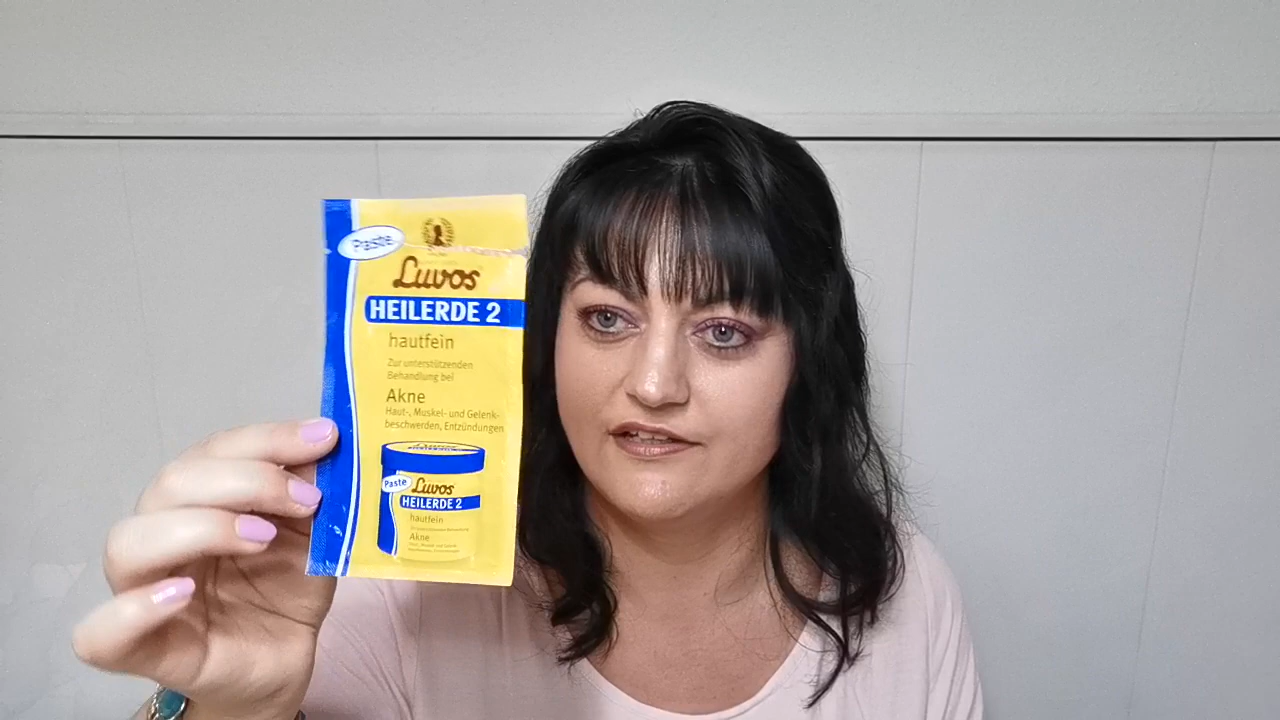 Paste
Luvos
HEILERDE 2
hautfein
Zur unterstützenden
Behandlung bei
Akne
Haut-, Muskel- und Gelenk-
beschwerden, Entzündungen
Paste
Luvos
HEILERDE 2
hautfein
Akne